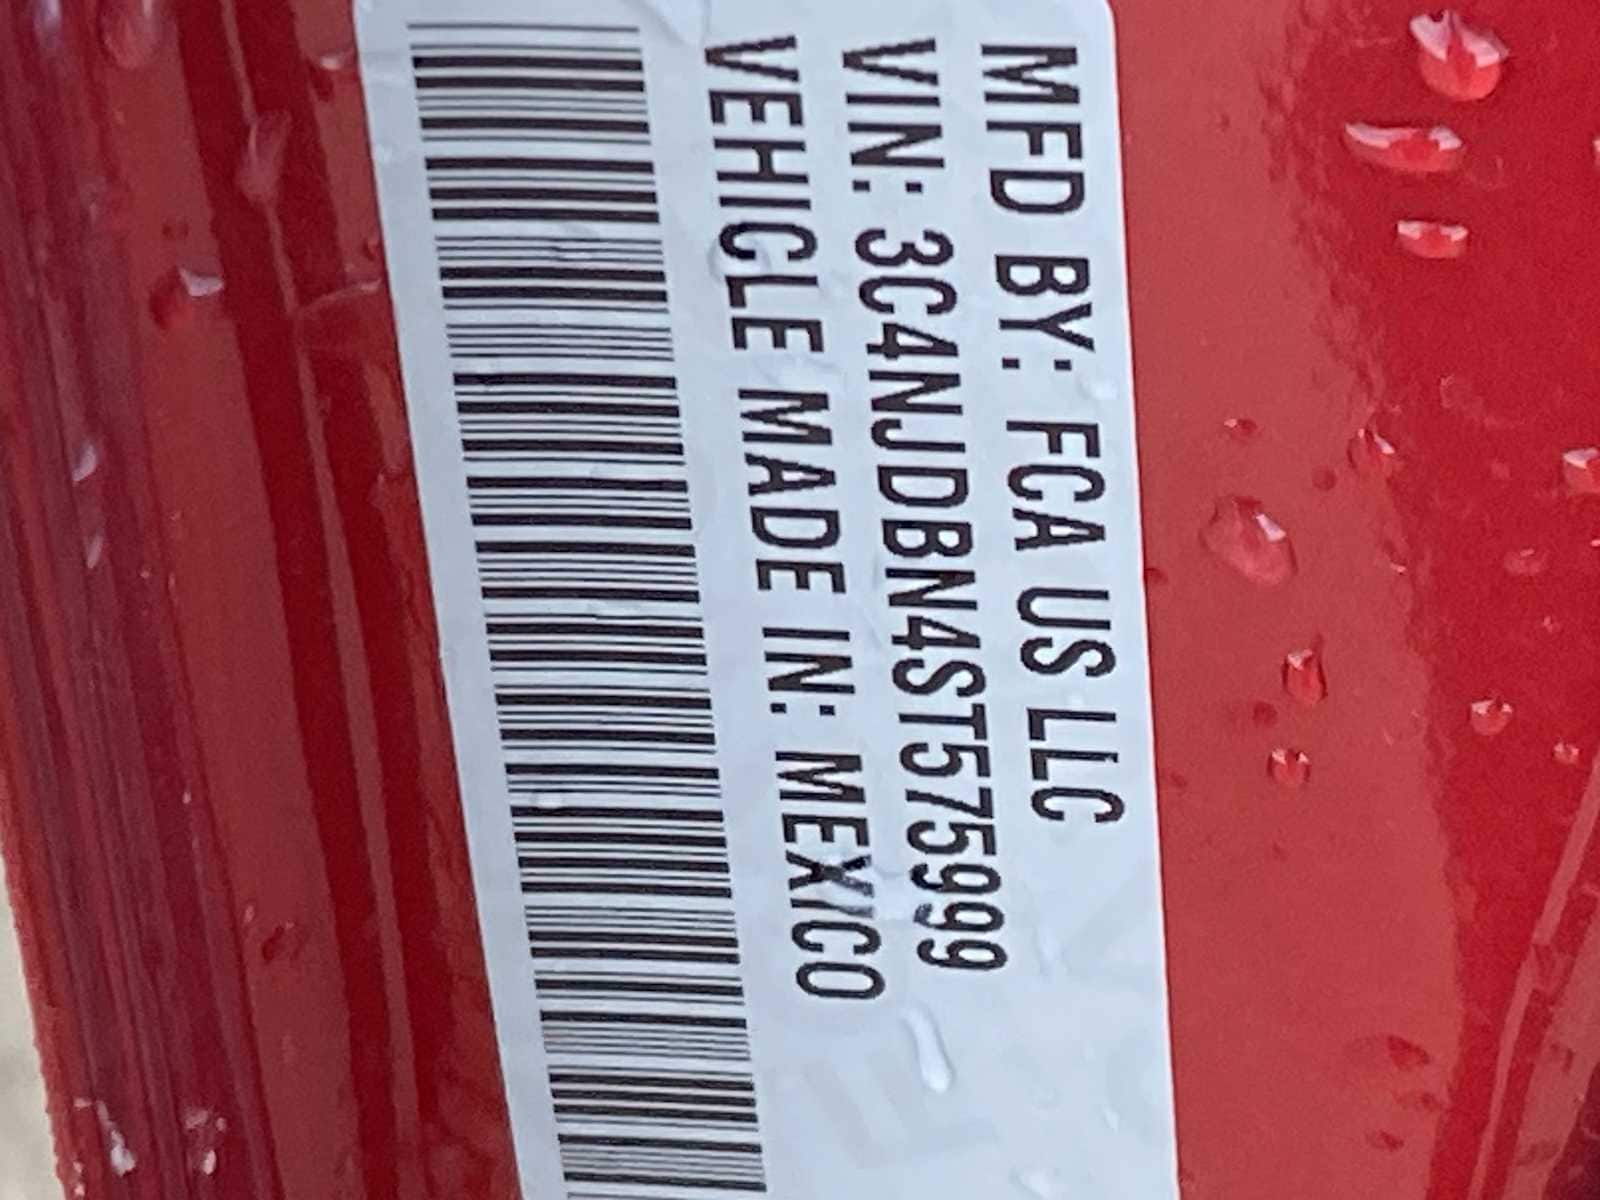 MFD BY: FCA US LLC
VIN: 3C4NJDBN4ST575999
VEHICLE MADE IN: MEXICO